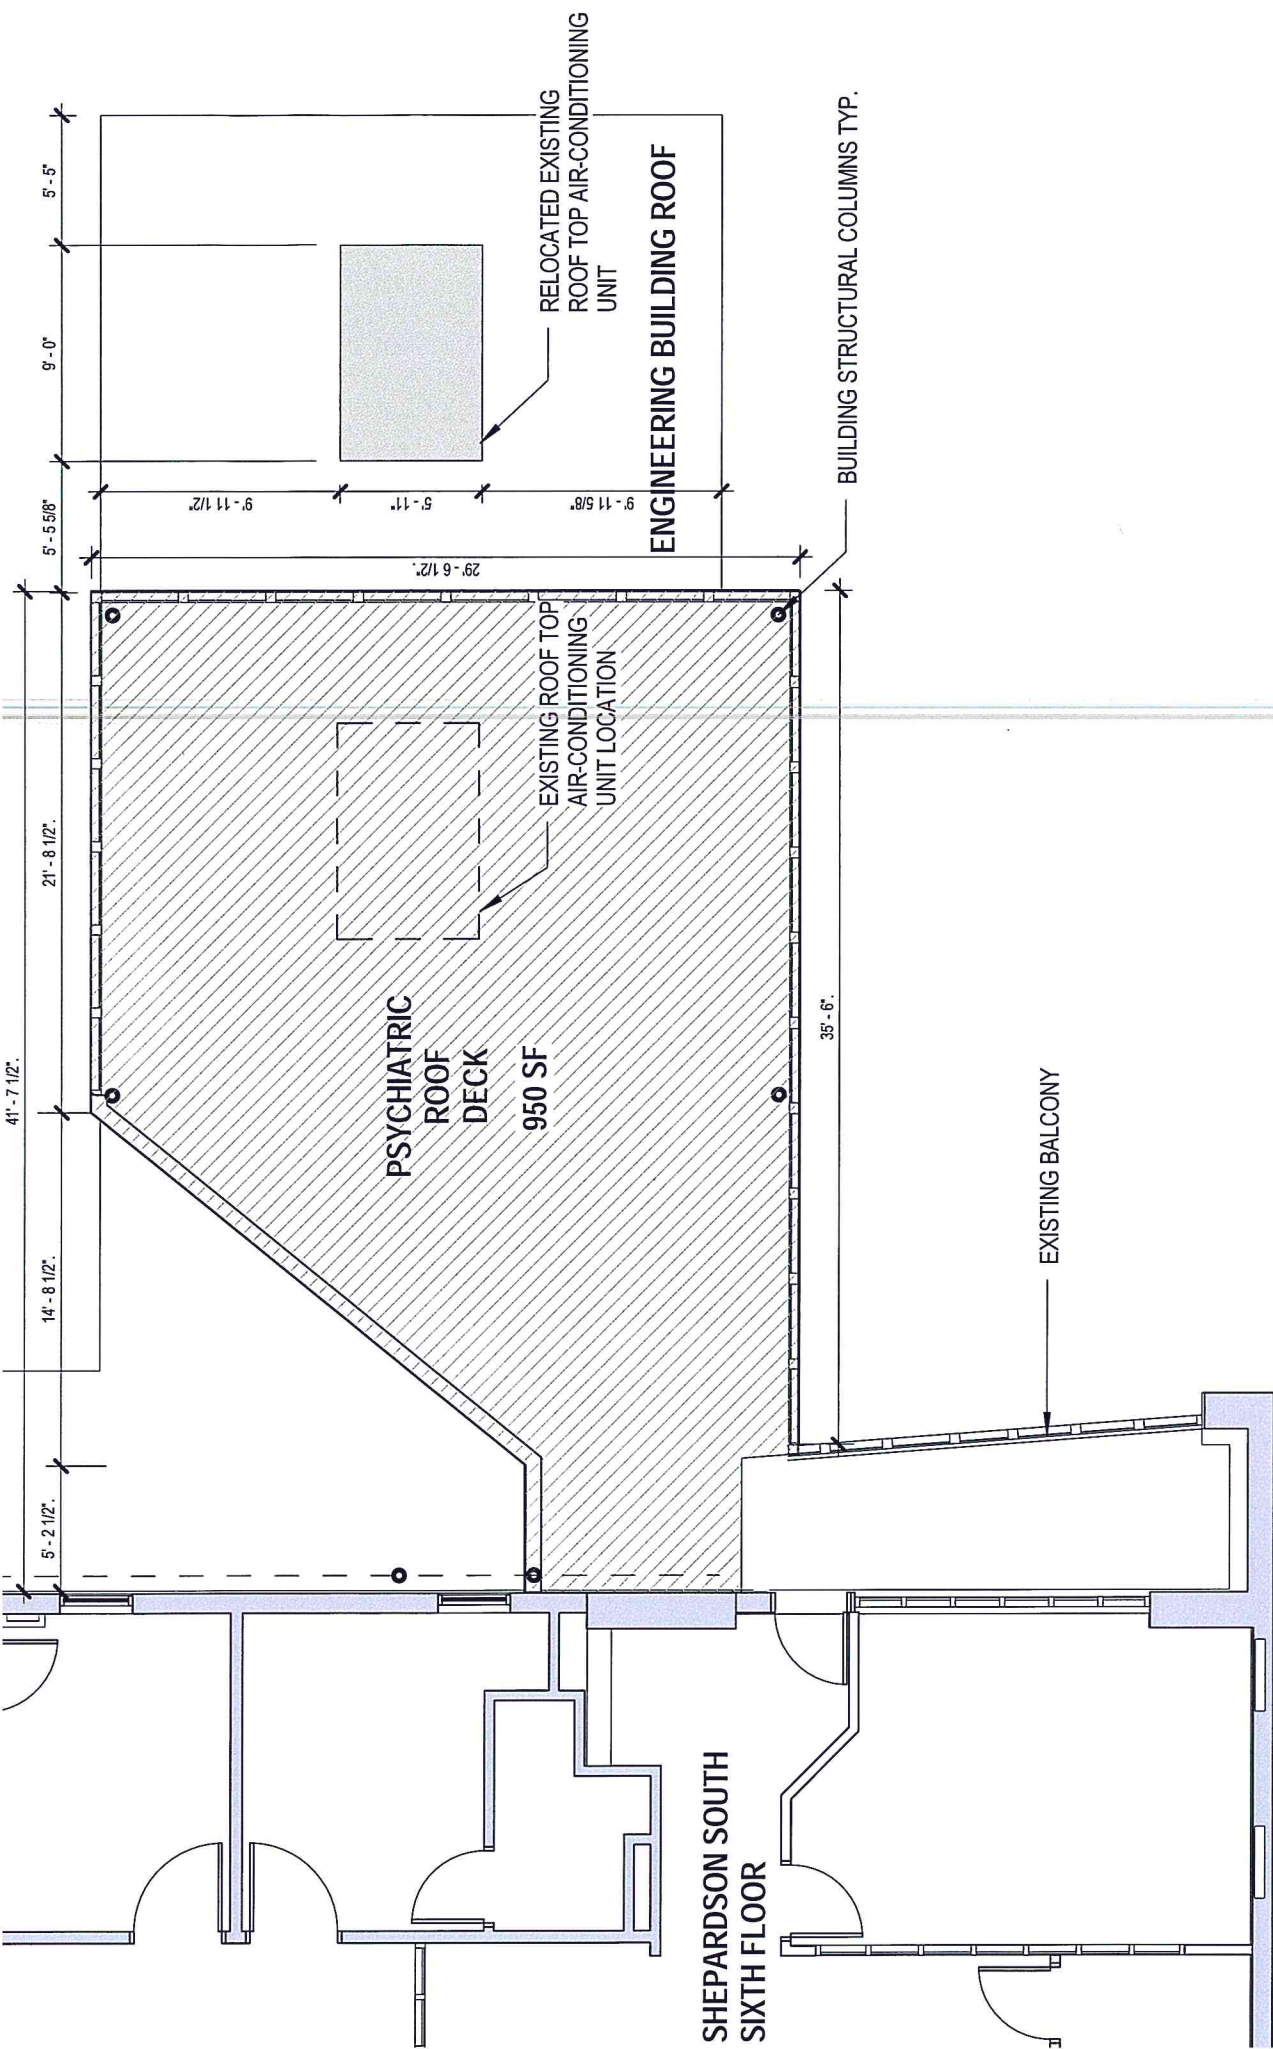 41' - 7 1/2".
5' - 2 1/2".
14' - 8 1/2".
21' - 8 1/2".
5' - 5 5/8"
9' - 0"
5' - 5"
9' - 11 1/2"
5' - 11"
9' - 11 5/8"
29' - 6 1/2".
RELOCATED EXISTING
ROOF TOP AIR-CONDITIONING
UNIT
ENGINEERING BUILDING ROOF
EXISTING ROOF TOP
AIR-CONDITIONING
UNIT LOCATION
PSYCHIATRIC
ROOF
DECK
950 SF
BUILDING STRUCTURAL COLUMNS TYP.
35' - 6".
EXISTING BALCONY
SHEPARDSON SOUTH
SIXTH FLOOR